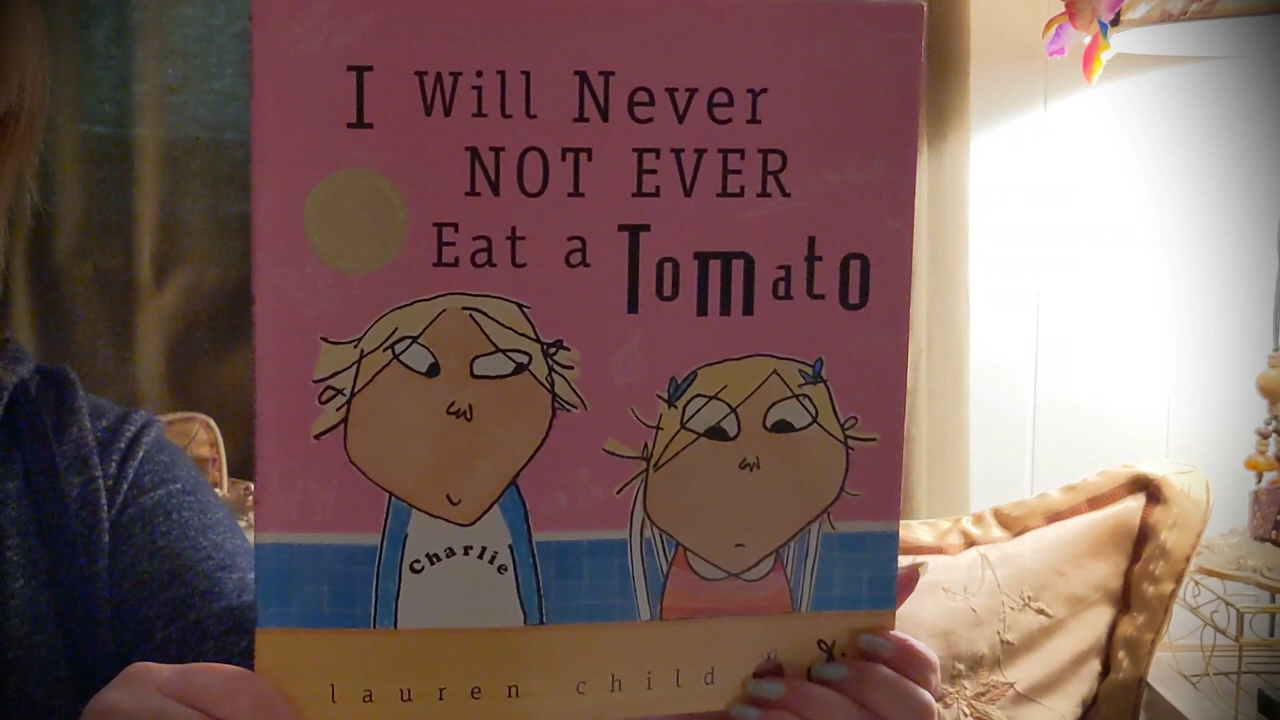 I Will Never
NOT EVER
Eat a Tomato
Charlie
lauren child